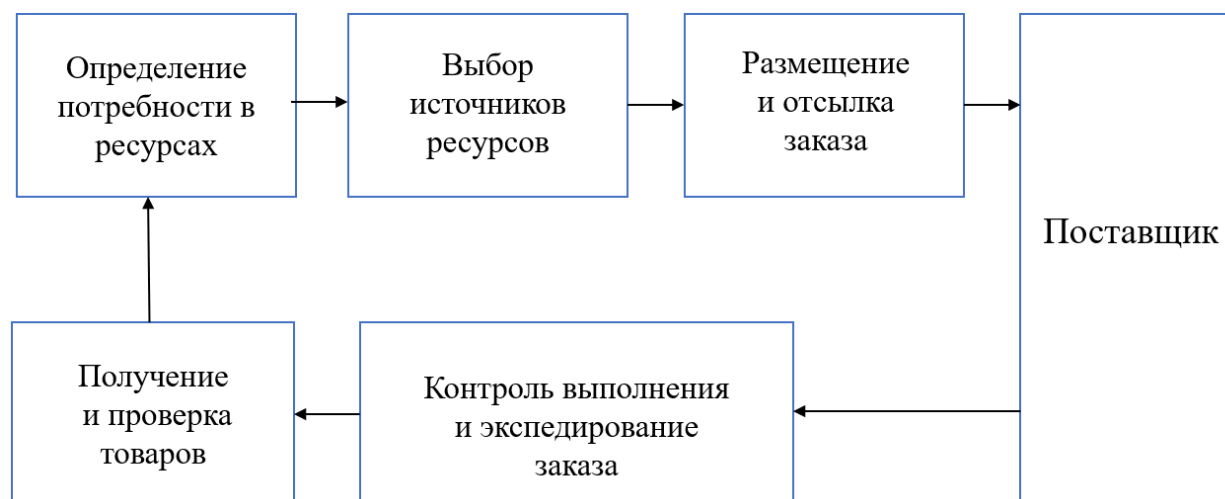 Определение
потребности в
ресурсах
Выбор
источников
ресурсов
Размещение
и отсылка
заказа
Поставщик
Получение
и проверка
товаров
Контроль выполнения
и экспедирование
заказа